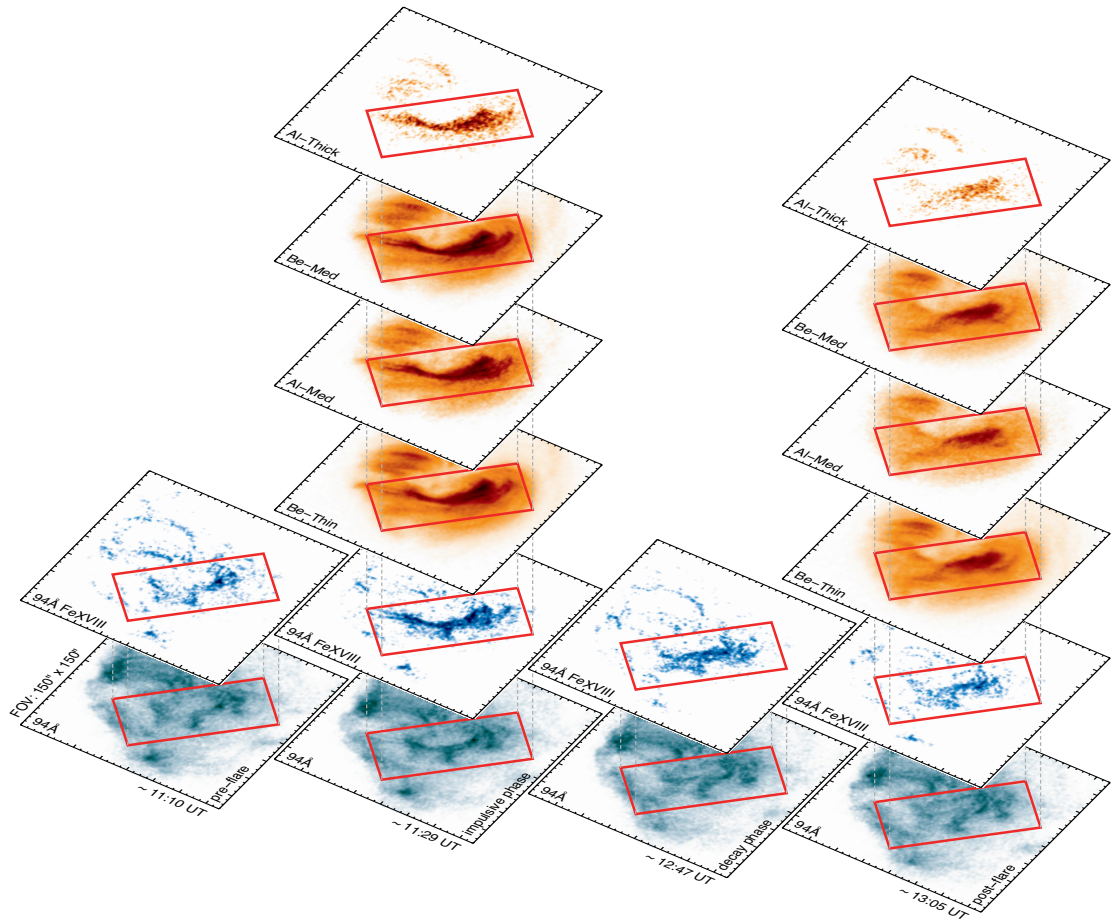 Al-Thick
Be-Med
Al-Med
Be-Thin
Al-Thick
Be-Med
Al-Med
Be-Thin
94Å FeXVIII
94Å FeXVIII
94Å FeXVIII
94Å FeXVIII
FOV: 150" x 150"
94Å
~ 11:10 UT
pre-flare
94Å
~ 11:29 UT
impulsive phase
94Å
~ 12:47 UT
decay phase
94Å
~ 13:05 UT
post-flare